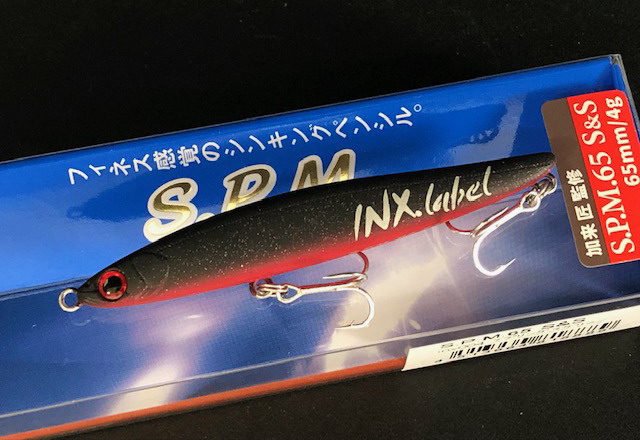 フィネス感覚のシンキングペンシル。
S.P.M
INX.label
加来 匠 監修
S.P.M.65 S&S
65mm/4g
S.P.M 65 S&S